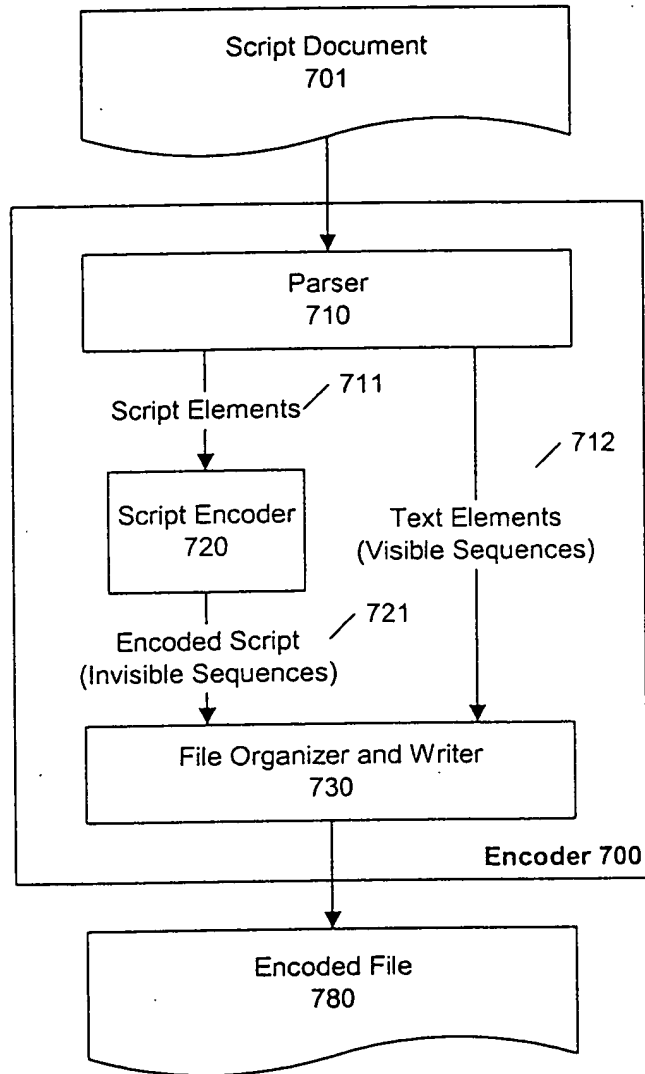 Script Document
701
Parser
710
711
Script Elements
712
Script Encoder
720
Text Elements
(Visible Sequences)
721
Encoded Script
(Invisible Sequences)
File Organizer and Writer
730
Encoder 700
Encoded File
780